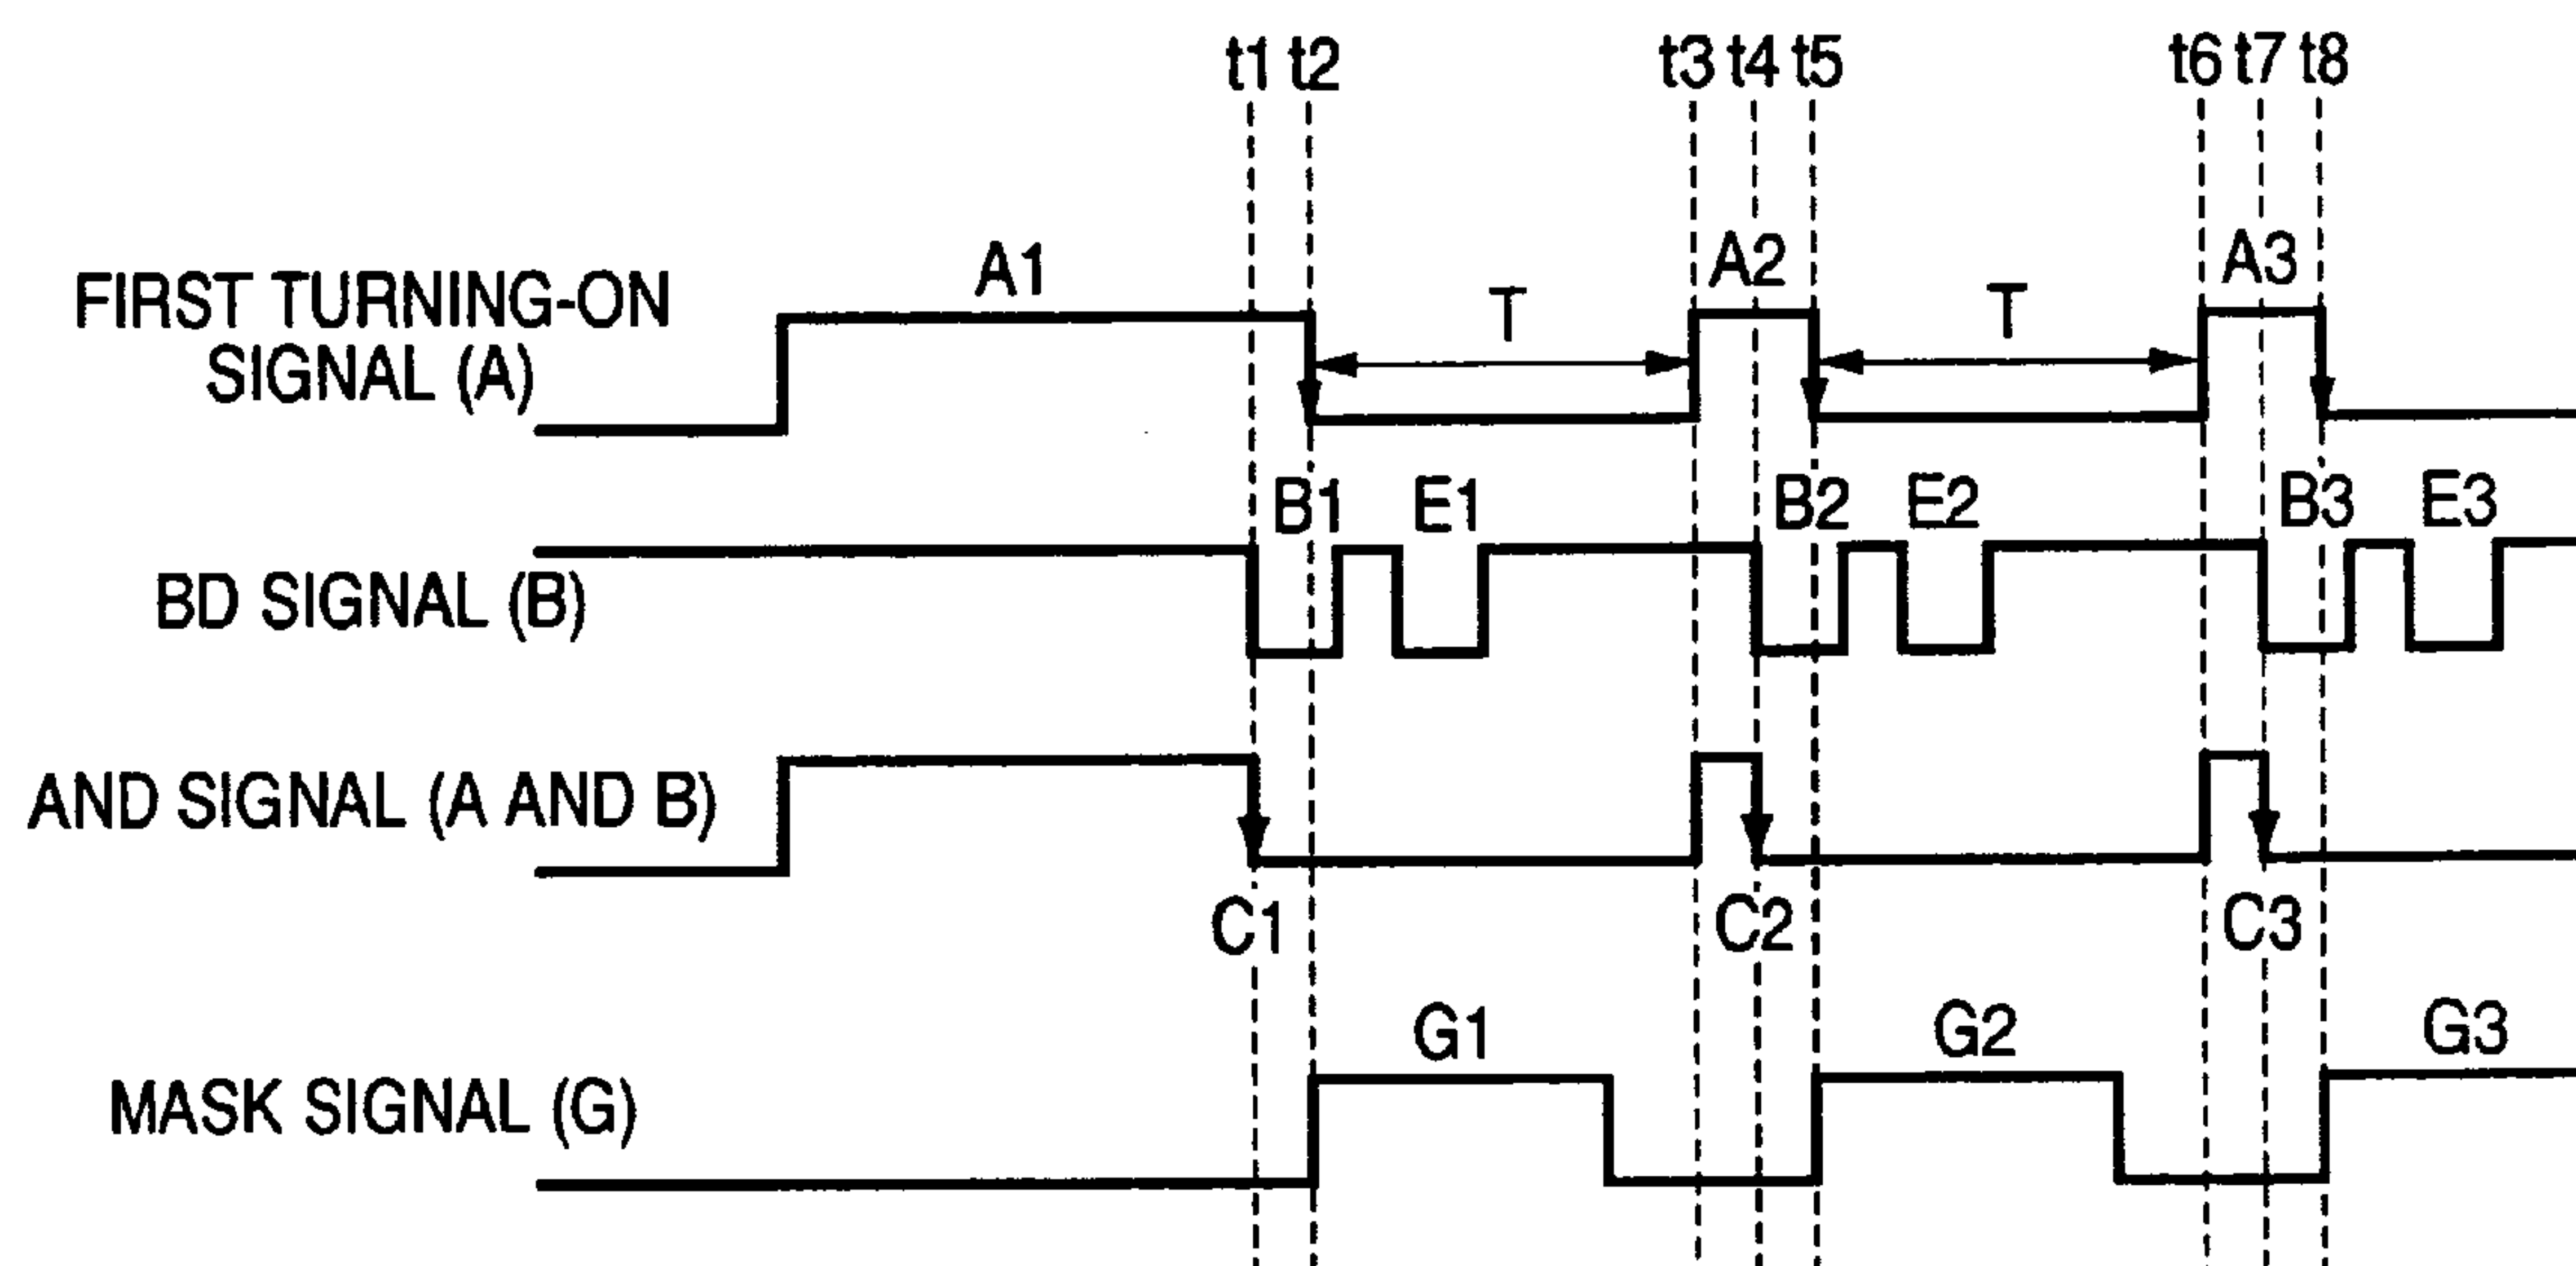 t1 t2 t3 t4 t5 t6 t7 t8
FIRST TURNING-ON
SIGNAL (A)
A1 T A2 T A3
BD SIGNAL (B)
B1 E1 B2 E2 B3 E3
AND SIGNAL (A AND B)
C1 C2 C3
MASK SIGNAL (G)
G1 G2 G3